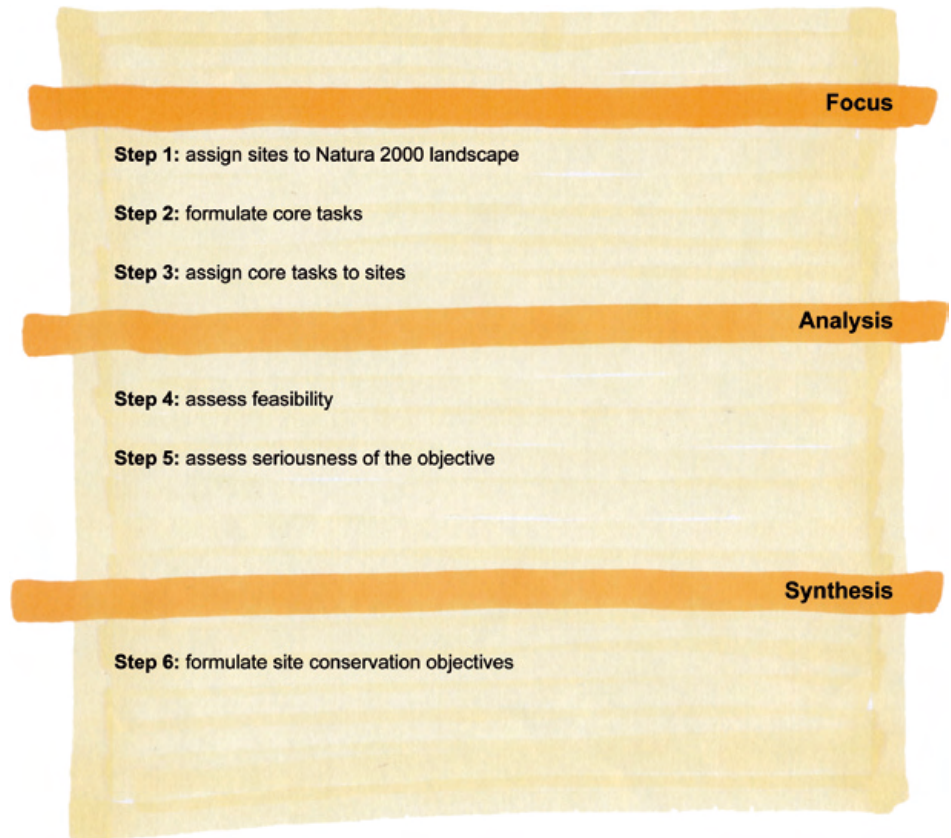 Focus
Step 1: assign sites to Natura 2000 landscape
Step 2: formulate core tasks
Step 3: assign core tasks to sites
Analysis
Step 4: assess feasibility
Step 5: assess seriousness of the objective
Synthesis
Step 6: formulate site conservation objectives